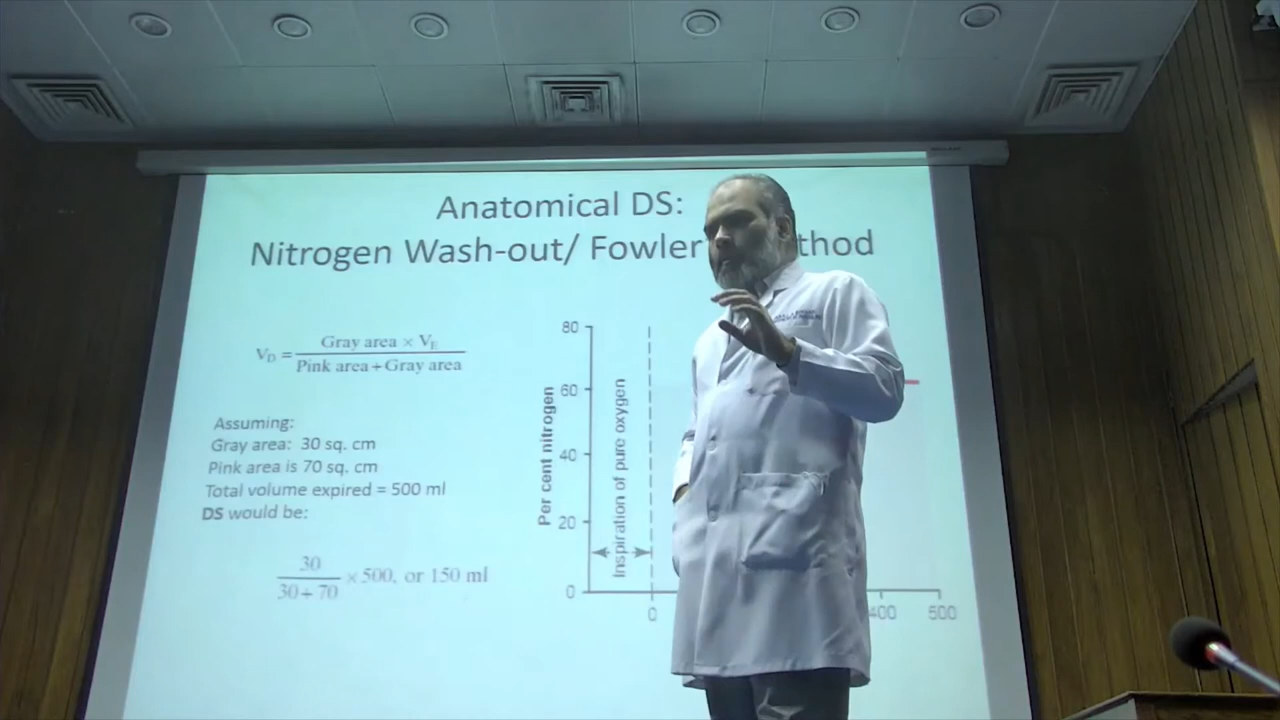 Anatomical DS:
Nitrogen Wash-out/ Fowler thod
V_D = Gray area × V_E
Pink area + Gray area
Assuming:
Gray area: 30 sq. cm
Pink area is 70 sq. cm
Total volume expired = 500 ml
DS would be:
30
30 + 70
× 500, or 150 ml
Per cent nitrogen
Inspiration of pure oxygen
80
60
40
20
0
0
400
500